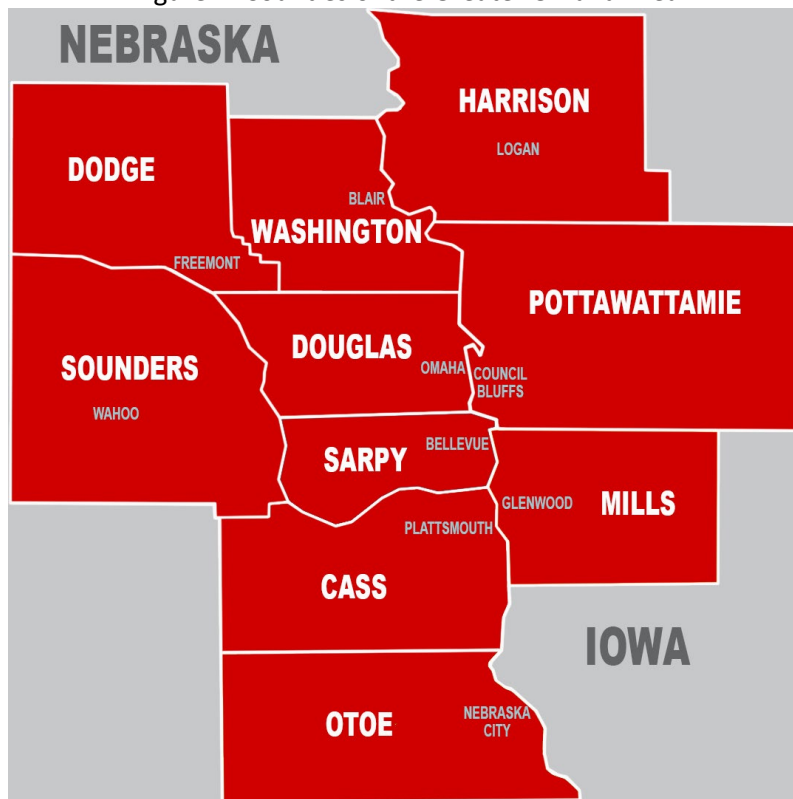 NEBRASKA
HARRISON
LOGAN
DODGE
BLAIR
WASHINGTON
FREEMONT
POTTAWATTAMIE
DOUGLAS
SOUNDERS
OMAHA
COUNCIL
BLUFFS
WAHOO
BELLEVUE
SARPY
GLENWOOD
MILLS
PLATTSMOUTH
CASS
IOWA
OTOE
NEBRASKA
CITY